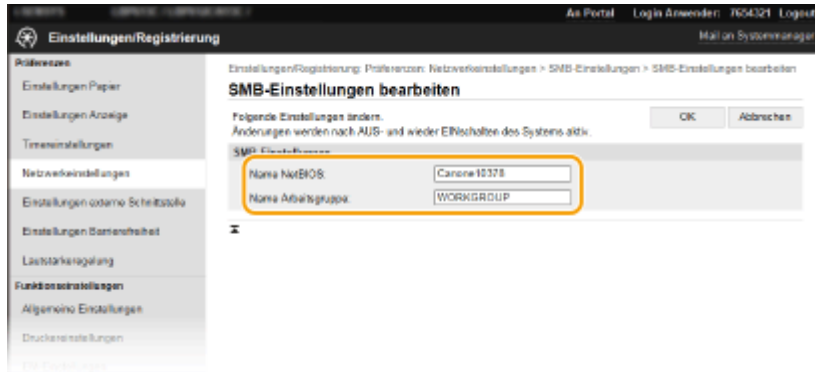 An Portal Login Anwender: 7654321 Logout
Einstellungen/Registrierung
Mail an Systemmanager
Präferenzen
Einstellungen Papier
Einstellungen Anzeige
Timereinstellungen
Netzwerkeinstellungen
Einstellungen externe Schnittstelle
Einstellungen Barrierefreiheit
Lautstärkeregelung
Funktionseinstellungen
Allgemeine Einstellungen
Druckereinstellungen
Einstellungen/Registrierung: Präferenzen: Netzwerkeinstellungen > SMB-Einstellungen > SMB-Einstellungen bearbeiten
SMB-Einstellungen bearbeiten
Folgende Einstellungen ändern.
Änderungen werden nach AUS- und wieder EINschalten des Systems aktiv.
OK Abbrechen
SMB-Einstellungen
Name NetBIOS: Canone10378
Name Arbeitsgruppe: WORKGROUP